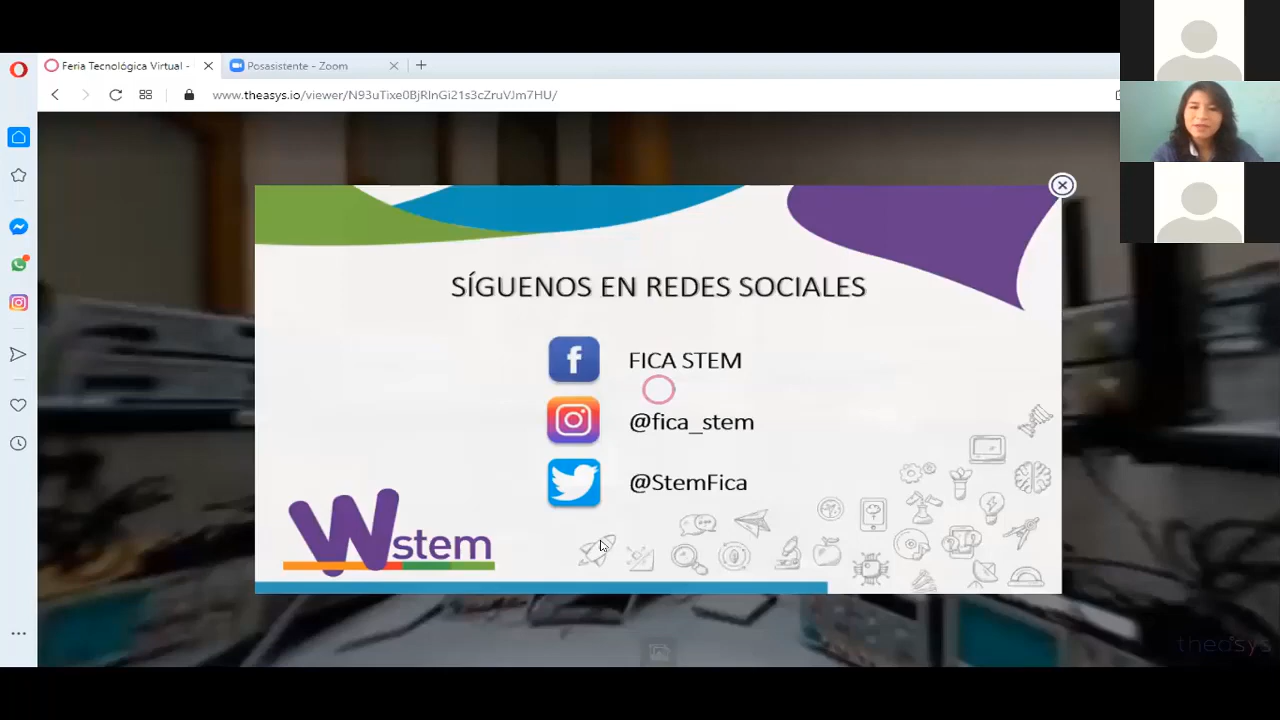 Feria Tecnológica Virtual -
Posasistente - Zoom
www.theasys.io/viewer/N93uTixe0BjRlnGi21s3cZruVJm7HU/
SÍGUENOS EN REDES SOCIALES
f
FICA STEM
@fica_stem
@StemFica
Wstem
theasys